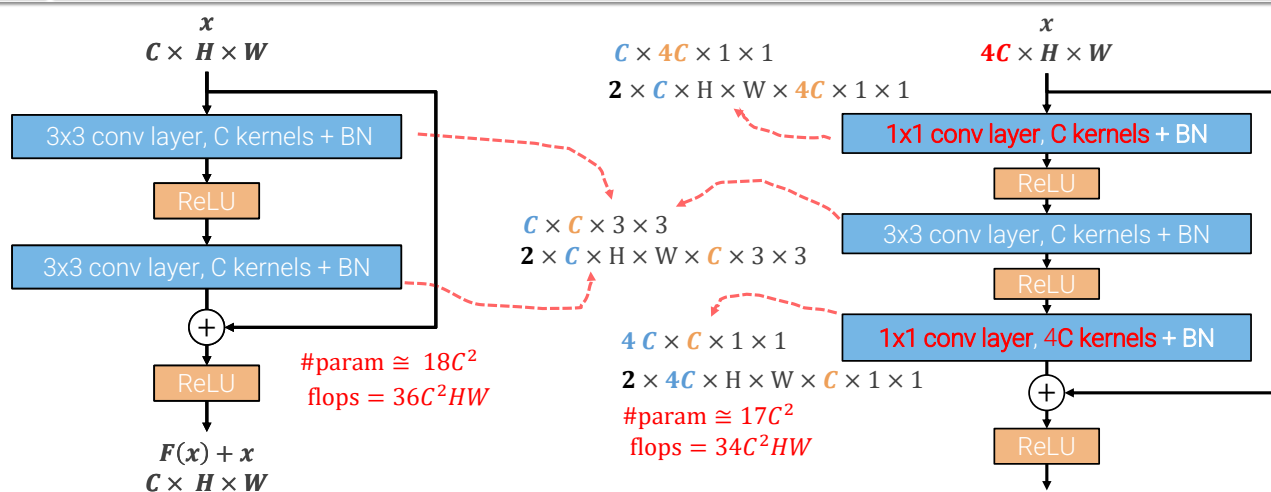 x
C × H × W
3x3 conv layer, C kernels + BN
ReLU
3x3 conv layer, C kernels + BN
+
ReLU
F(x) + x
C × H × W
#param ≅ 18C²
flops = 36C²HW
C × 4C × 1 × 1
2 × C × H × W × 4C × 1 × 1
C × C × 3 × 3
2 × C × H × W × C × 3 × 3
4C × C × 1 × 1
2 × 4C × H × W × C × 1 × 1
#param ≅ 17C²
flops = 34C²HW
x
4C × H × W
1x1 conv layer, C kernels + BN
ReLU
3x3 conv layer, C kernels + BN
ReLU
1x1 conv layer, 4C kernels + BN
+
ReLU